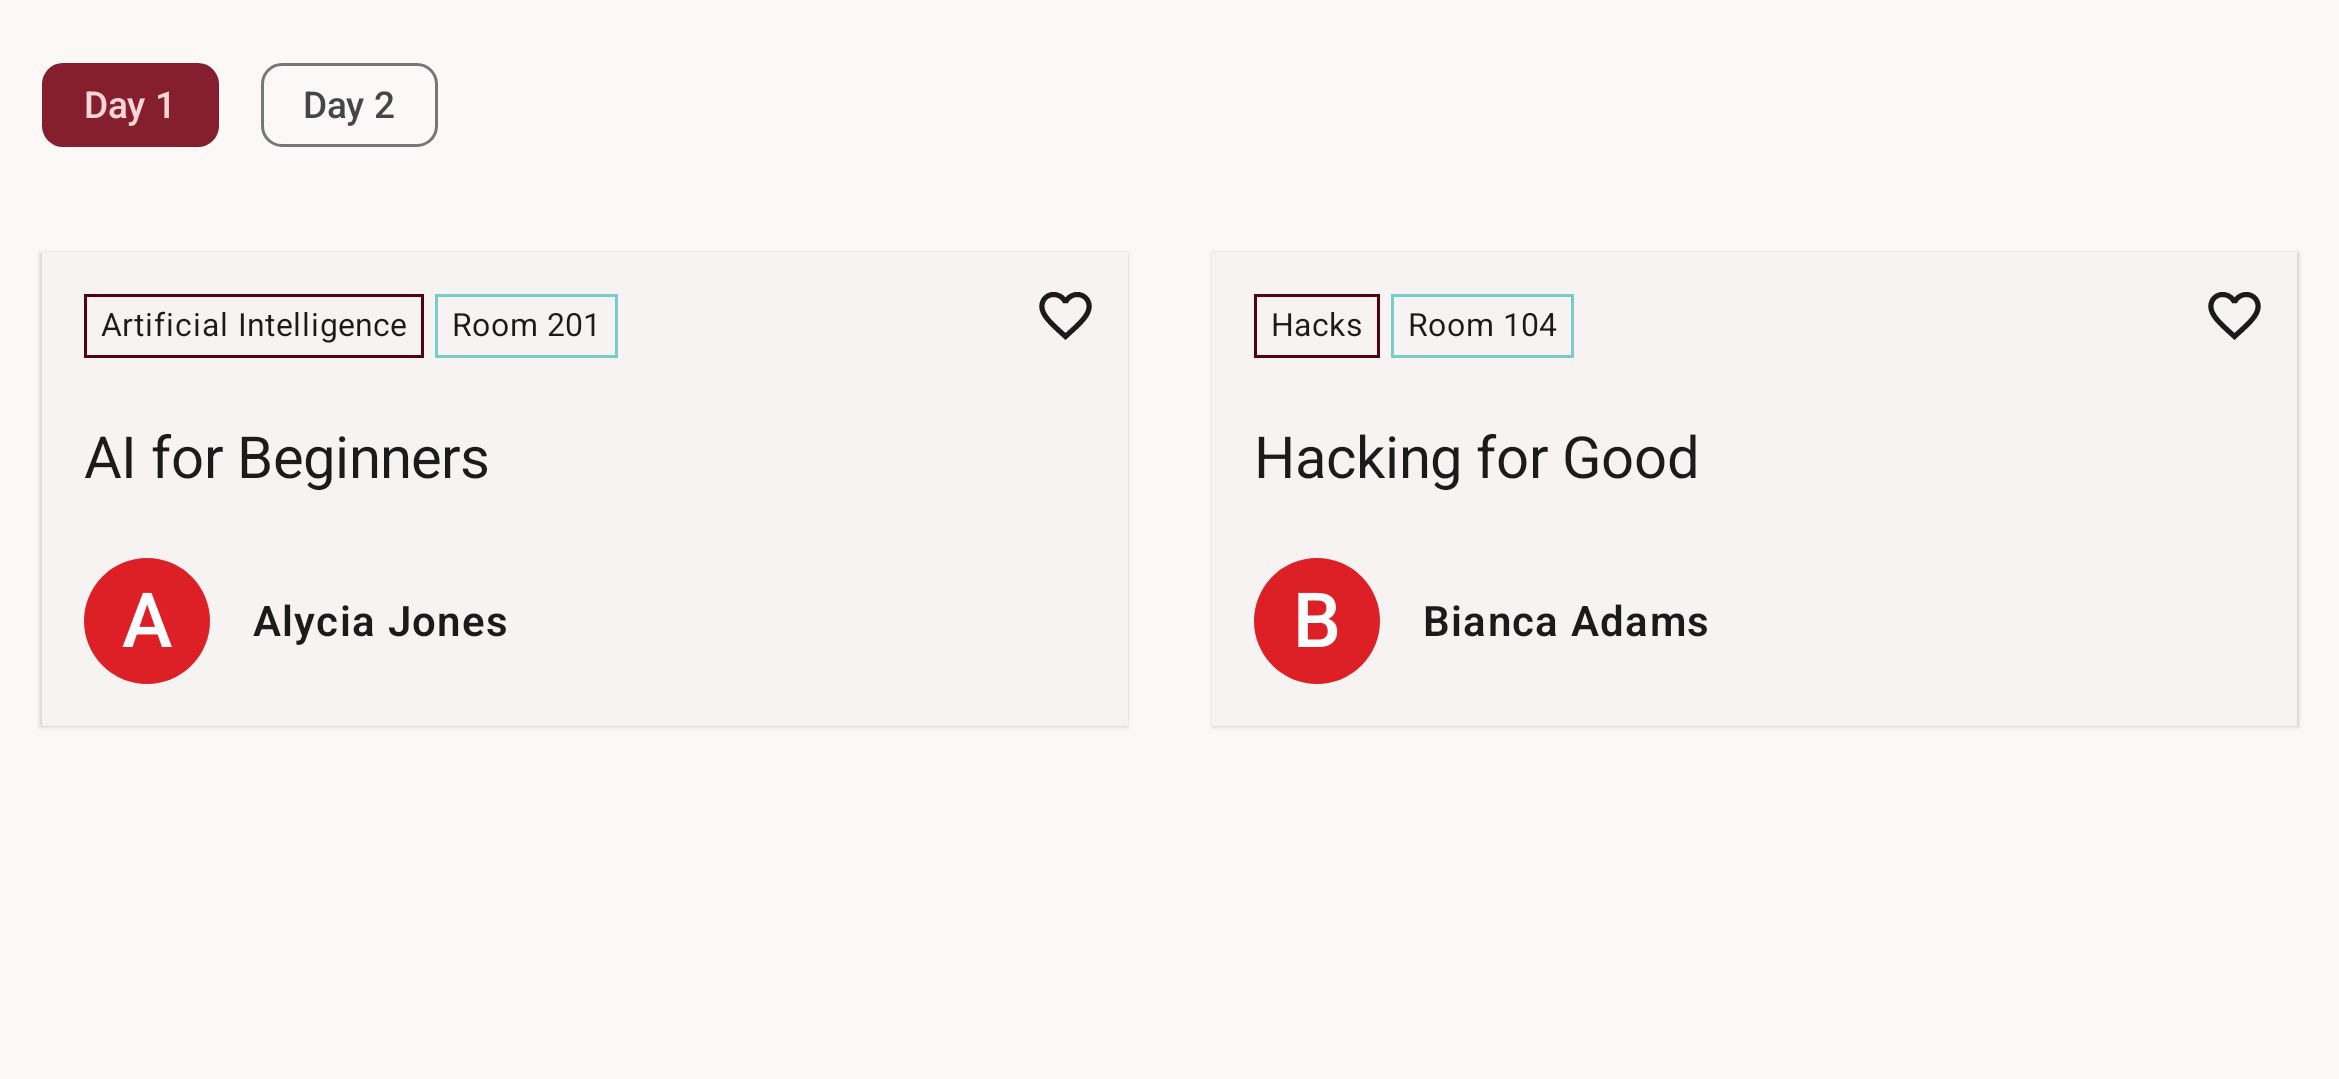 Day 1 Day 2
Artificial Intelligence Room 201
AI for Beginners
A Alycia Jones
Hacks Room 104
Hacking for Good
B Bianca Adams